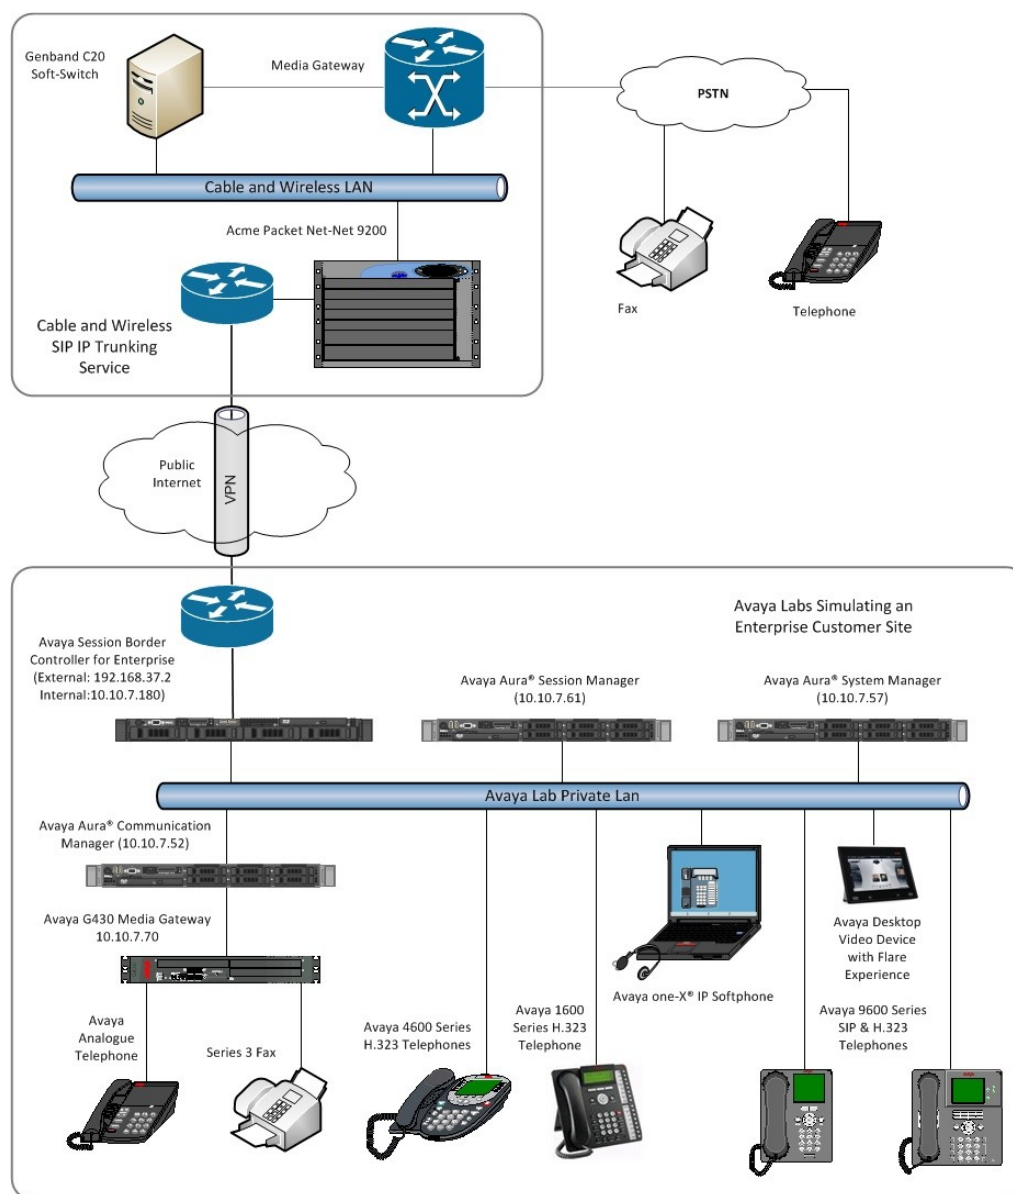 Genband C20
Soft-Switch
Media Gateway
PSTN
Cable and Wireless LAN
Acme Packet Net-Net 9200
Fax
Telephone
Cable and Wireless
SIP IP Trunking
Service
Public
Internet
VPN
Avaya Labs Simulating an
Enterprise Customer Site
Avaya Session Border
Controller for Enterprise
(External: 192.168.37.2
Internal:10.10.7.180)
Avaya Aura® Session Manager
(10.10.7.61)
Avaya Aura® System Manager
(10.10.7.57)
Avaya Lab Private Lan
Avaya Aura® Communication
Manager (10.10.7.52)
Avaya G430 Media Gateway
10.10.7.70
Avaya one-X® IP Softphone
Avaya Desktop
Video Device
with Flare
Experience
Avaya
Analogue
Telephone
Series 3 Fax
Avaya 4600 Series
H.323 Telephones
Avaya 1600
Series H.323
Telephone
Avaya 9600 Series
SIP & H.323
Telephones